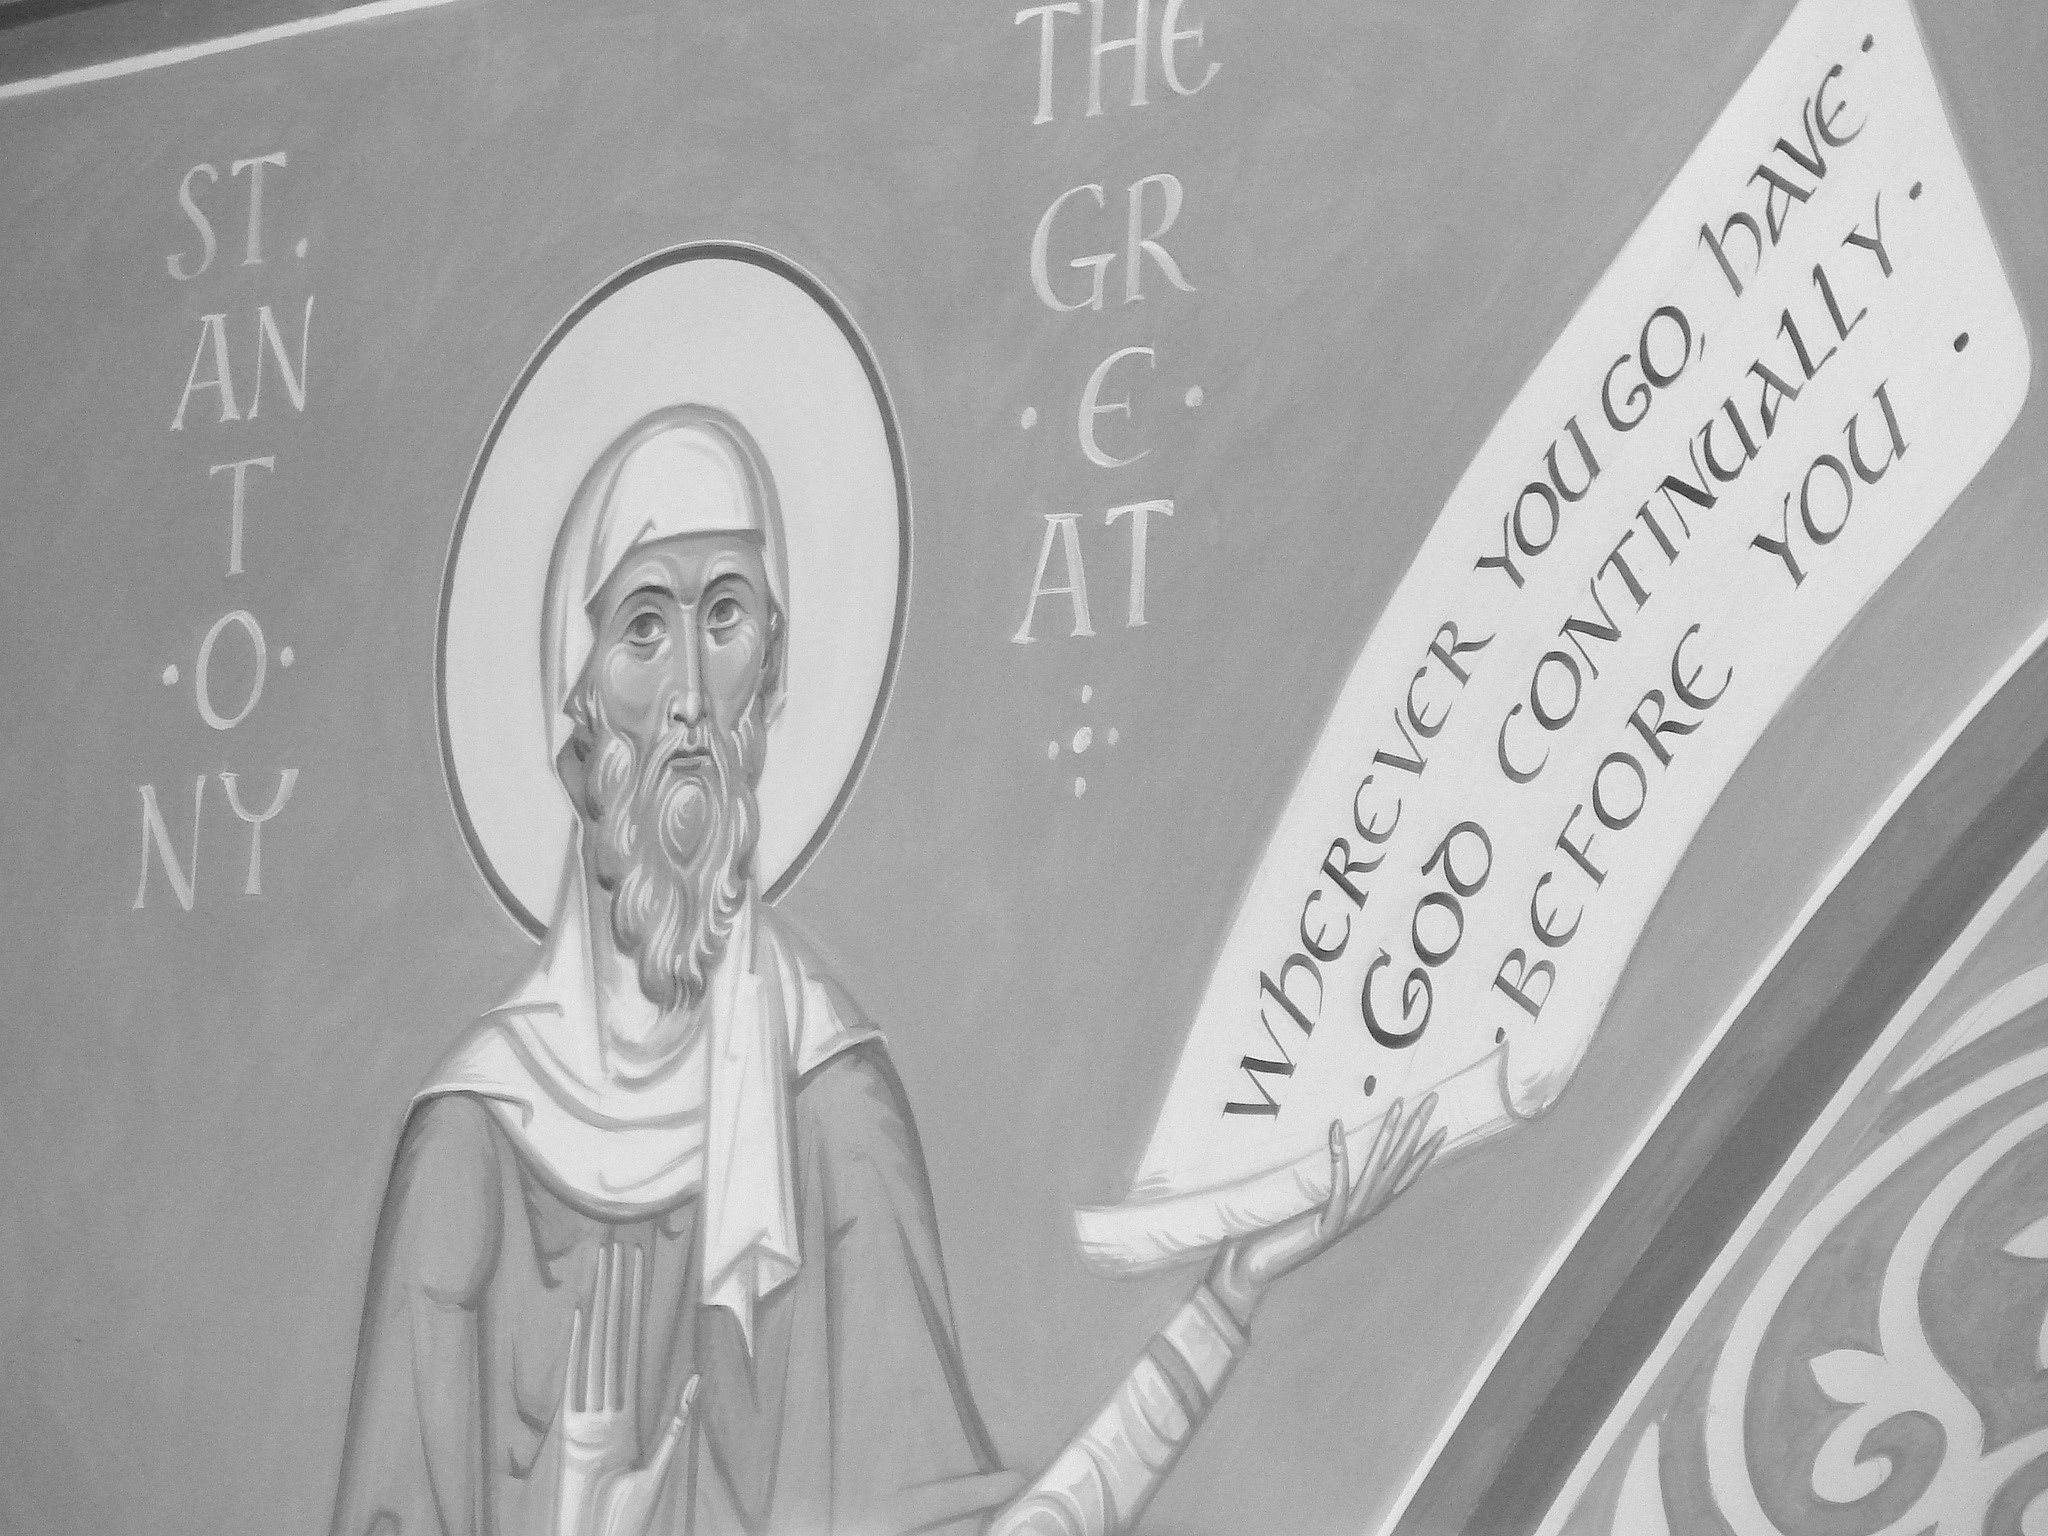 ST.
AN
T
·O·
NY
THE
GR
·E·
AT
WHEREVER YOU GO, HAVE·
·GOD CONTINUALLY·
·BEFORE YOU·